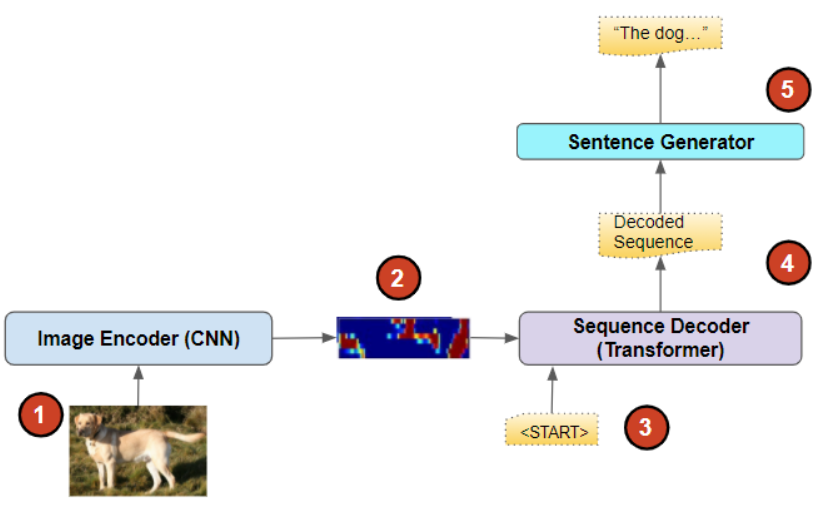 “The dog…”
5
Sentence Generator
Decoded
Sequence
4
2
Image Encoder (CNN)
Sequence Decoder
(Transformer)
1
<START>
3